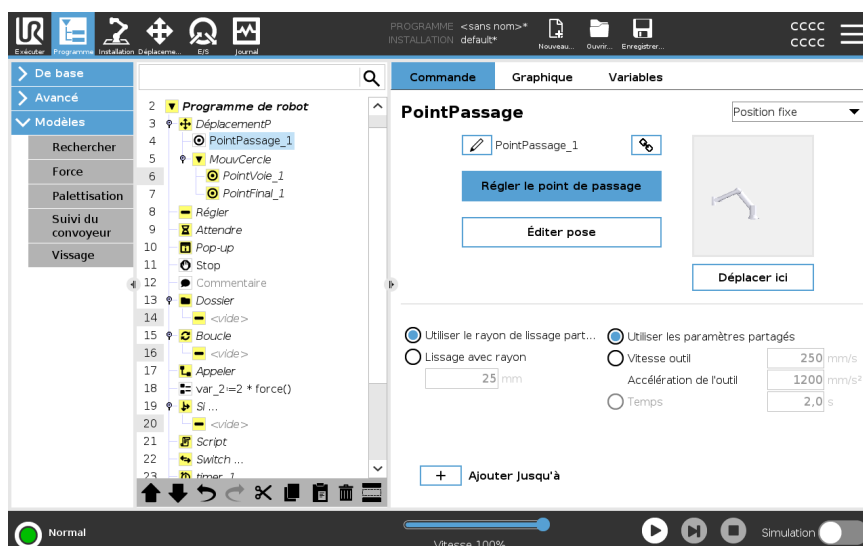 PROGRAMME <sans nom>*
INSTALLATION default*
Exécuter Programme Installation Déplaceme... E/S Journal
Nouveau... Ouvrir... Enregistrer...
cccc
cccc
De base
Avancé
Modèles
Rechercher
Force
Palettisation
Suivi du
convoyeur
Vissage
2 Programme de robot
3 DéplacementP
4 PointPassage_1
5 MouvCercle
6 PointVoie_1
7 PointFinal_1
8 Régler
9 Attendre
10 Pop-up
11 Stop
12 Commentaire
13 Dossier
14 <vide>
15 Boucle
16 <vide>
17 Appeler
18 var_2≔2 * force()
19 Si ...
20 <vide>
21 Script
22 Switch ...
23 timer_1
Commande Graphique Variables
PointPassage
Position fixe
PointPassage_1
Régler le point de passage
Éditer pose
Déplacer ici
Utiliser le rayon de lissage part...
Lissage avec rayon
25 mm
Utiliser les paramètres partagés
Vitesse outil 250 mm/s
Accélération de l'outil 1200 mm/s²
Temps 2,0 s
+ Ajouter Jusqu'à
Normal
Vitesse 100%
Simulation